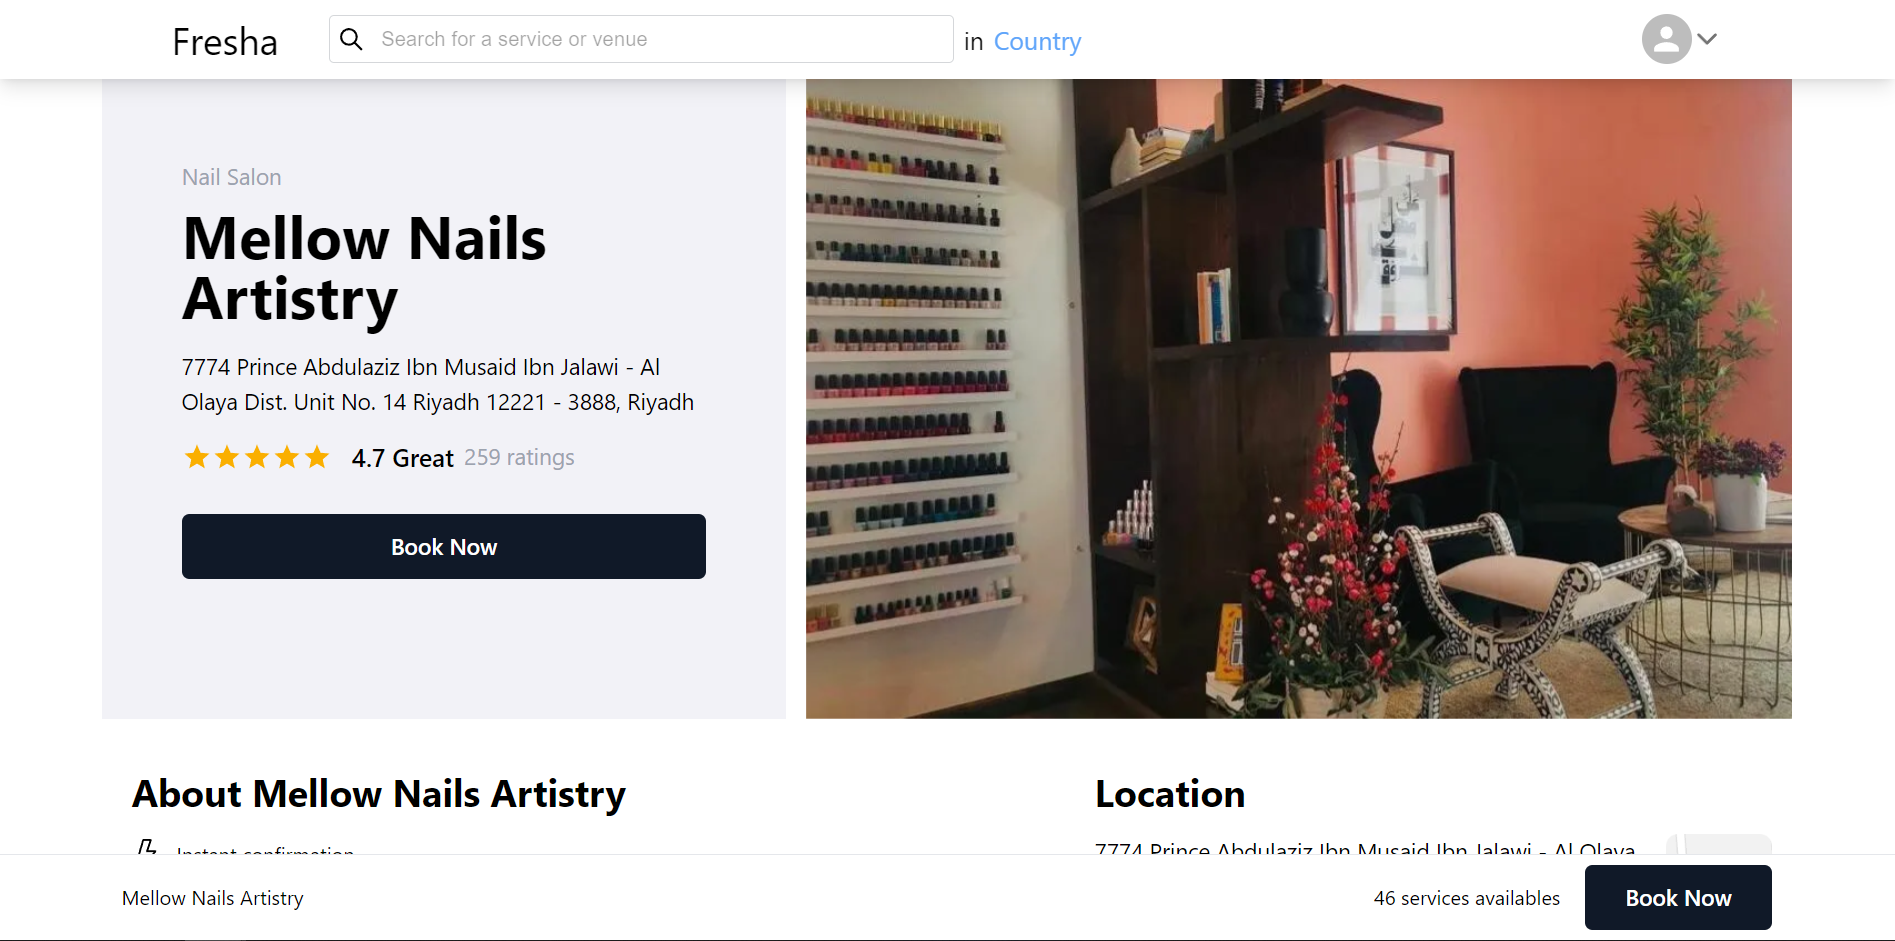 Fresha
Search for a service or venue
in Country
Nail Salon
Mellow Nails
Artistry
7774 Prince Abdulaziz Ibn Musaid Ibn Jalawi - Al
Olaya Dist. Unit No. 14 Riyadh 12221 - 3888, Riyadh
4.7 Great 259 ratings
Book Now
About Mellow Nails Artistry
Instant confirmation
Location
7774 Prince Abdulaziz Ibn Musaid Ibn Jalawi - Al Olaya
Mellow Nails Artistry
46 services availables
Book Now